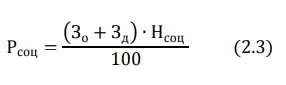 Р_соц = (З_о + З_д) · Н_соц / 100 (2.3)